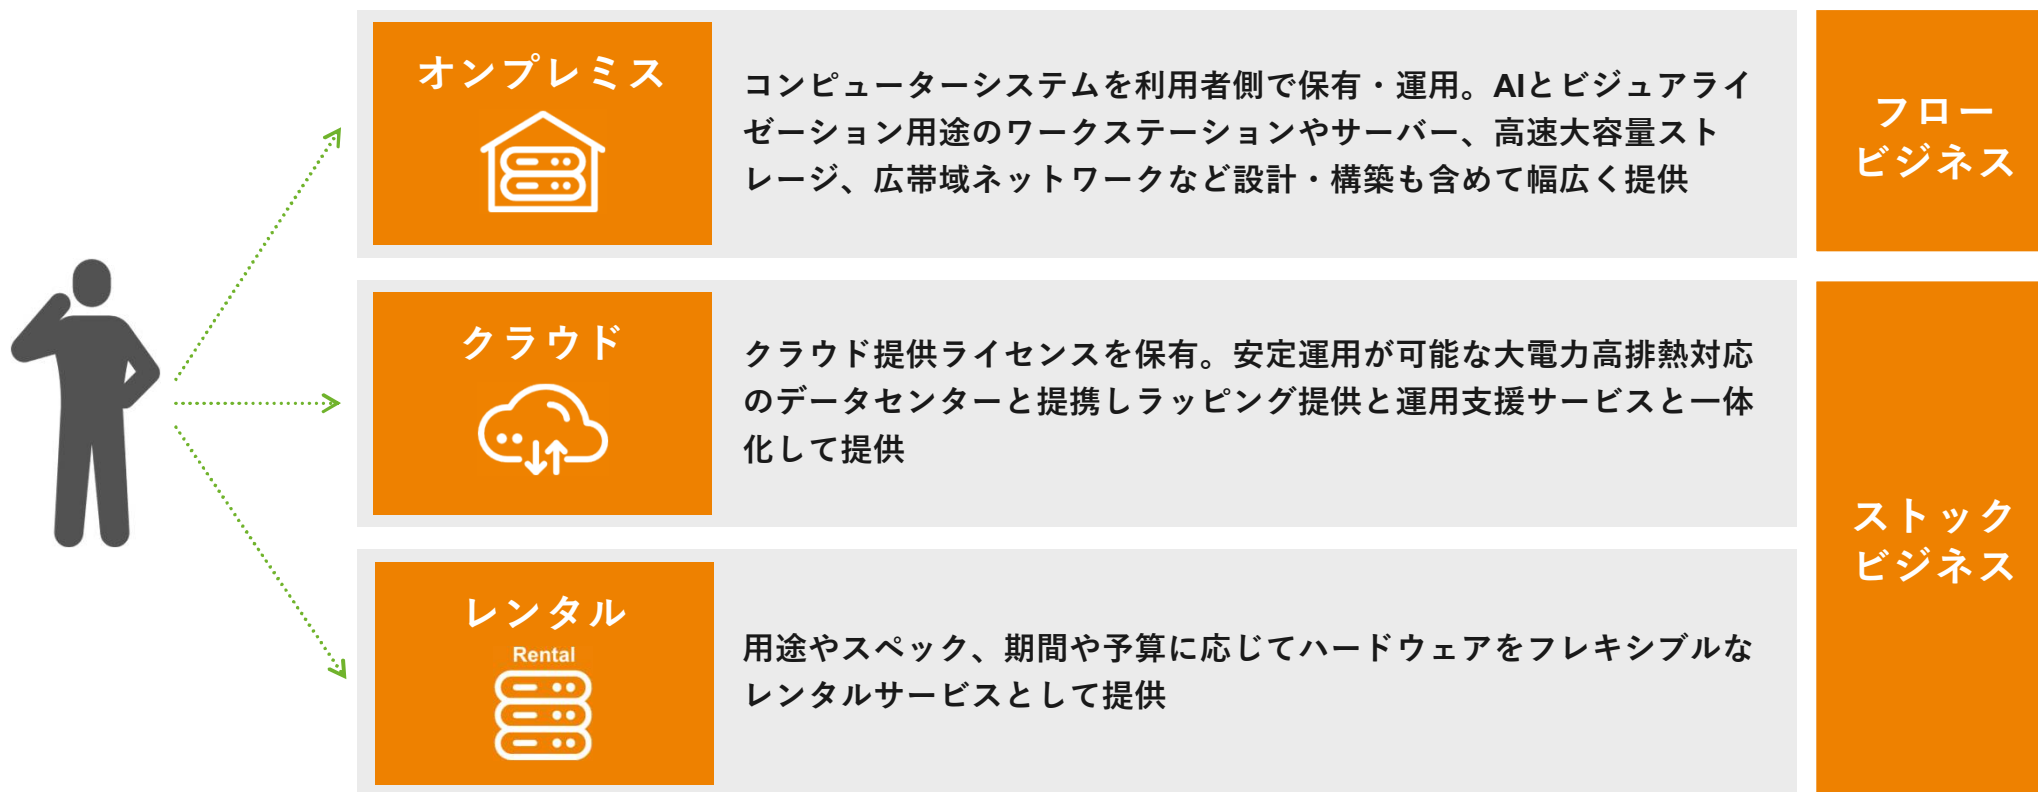 オンプレミス
コンピューターシステムを利用者側で保有・運用。AIとビジュアライ
ゼーション用途のワークステーションやサーバー、高速大容量スト
レージ、広帯域ネットワークなど設計・構築も含めて幅広く提供
フロー
ビジネス
クラウド
クラウド提供ライセンスを保有。安定運用が可能な大電力高排熱対応
のデータセンターと提携しラッピング提供と運用支援サービスと一体
化して提供
ストック
ビジネス
レンタル
Rental
用途やスペック、期間や予算に応じてハードウェアをフレキシブルな
レンタルサービスとして提供